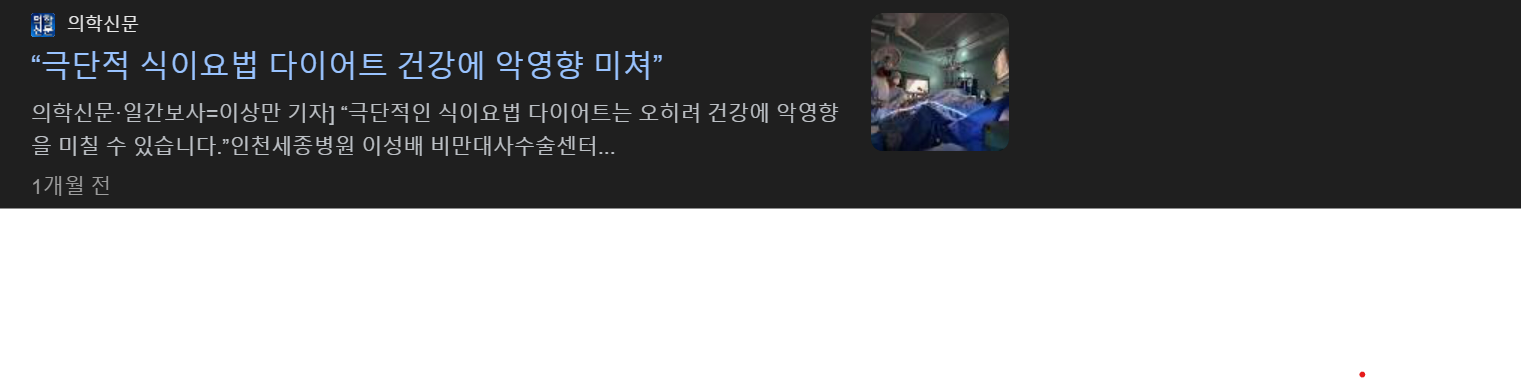 의학신문
“극단적 식이요법 다이어트 건강에 악영향 미쳐”
의학신문·일간보사=이상만 기자] “극단적인 식이요법 다이어트는 오히려 건강에 악영향
을 미칠 수 있습니다.”인천세종병원 이성배 비만대사수술센터...
1개월 전